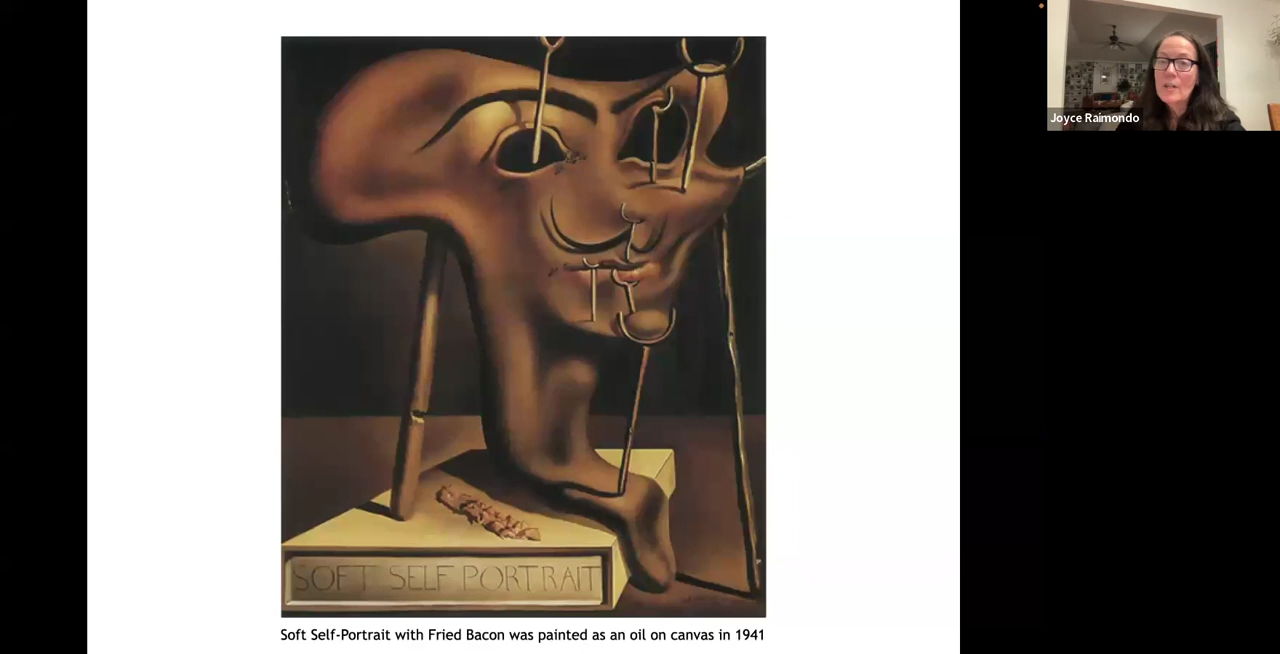 Joyce Raimondo
SOFT SELF PORTRAIT
Soft Self-Portrait with Fried Bacon was painted as an oil on canvas in 1941